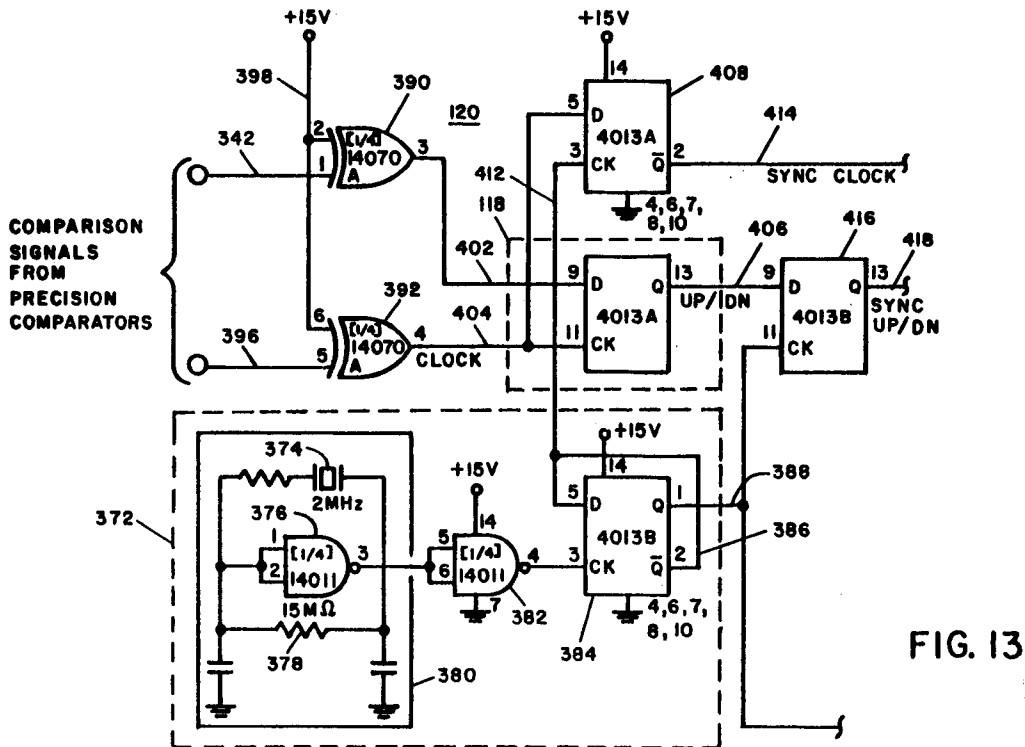 +15V
398
390
120
2
[1/4]
14070
1
A
3
342
COMPARISON
SIGNALS
FROM
PRECISION
COMPARATORS
392
6
[1/4]
14070
5
A
4
396
402
404
CLOCK
+15V
14
408
5
D
4013A
3
CK
Q
2
414
SYNC CLOCK
4,6,7,
8,10
412
118
9
D
Q
13
4013A
11
CK
406
UP/DN
416
9
D
Q
13
4013B
11
CK
418
SYNC
UP/DN
372
374
2MHz
376
1
[1/4]
2
14011
3
15MΩ
378
380
+15V
14
5
[1/4]
6
14011
4
7
382
+15V
14
5
D
Q
1
4013B
3
CK
Q
2
4,6,7,
8,10
384
388
386
FIG. 13